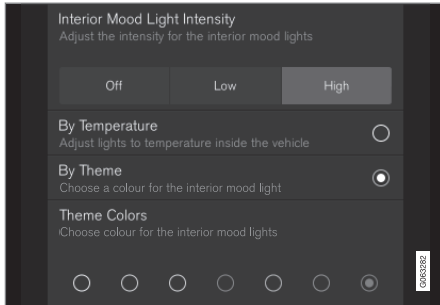 Interior Mood Light Intensity
Adjust the intensity for the interior mood lights
Off Low High
By Temperature
Adjust lights to temperature inside the vehicle
By Theme
Choose a colour for the interior mood light
Theme Colors
Choose colour for the interior mood lights
G063282